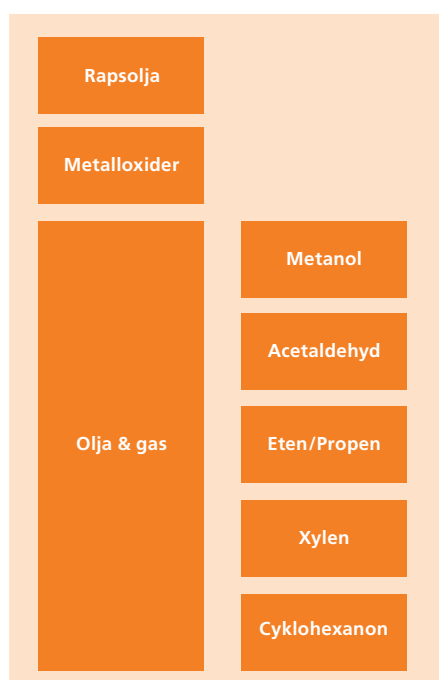 Rapsolja
Metalloxider
Olja & gas
Metanol
Acetaldehyd
Eten/Propen
Xylen
Cyklohexanon